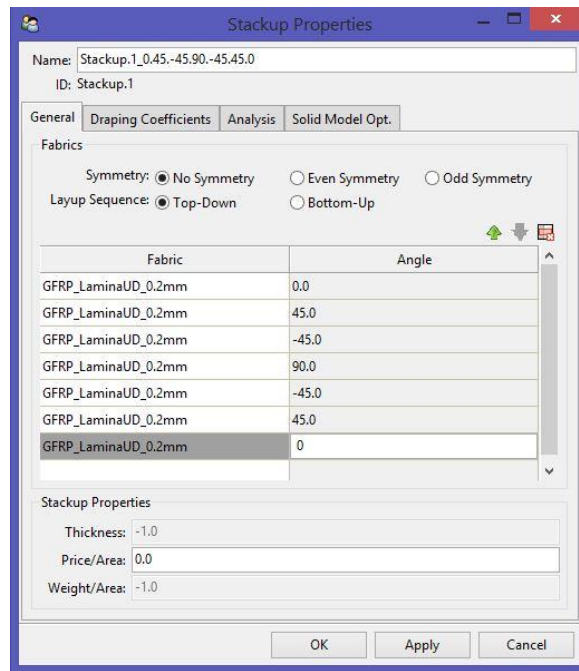 Stackup Properties
Name: Stackup.1_0.45.-45.90.-45.45.0
ID: Stackup.1
General Draping Coefficients Analysis Solid Model Opt.
Fabrics
Symmetry: No Symmetry Even Symmetry Odd Symmetry
Layup Sequence: Top-Down Bottom-Up
Fabric Angle
GFRP_LaminaUD_0.2mm 0.0
GFRP_LaminaUD_0.2mm 45.0
GFRP_LaminaUD_0.2mm -45.0
GFRP_LaminaUD_0.2mm 90.0
GFRP_LaminaUD_0.2mm -45.0
GFRP_LaminaUD_0.2mm 45.0
GFRP_LaminaUD_0.2mm 0
Stackup Properties
Thickness: -1.0
Price/Area: 0.0
Weight/Area: -1.0
OK Apply Cancel